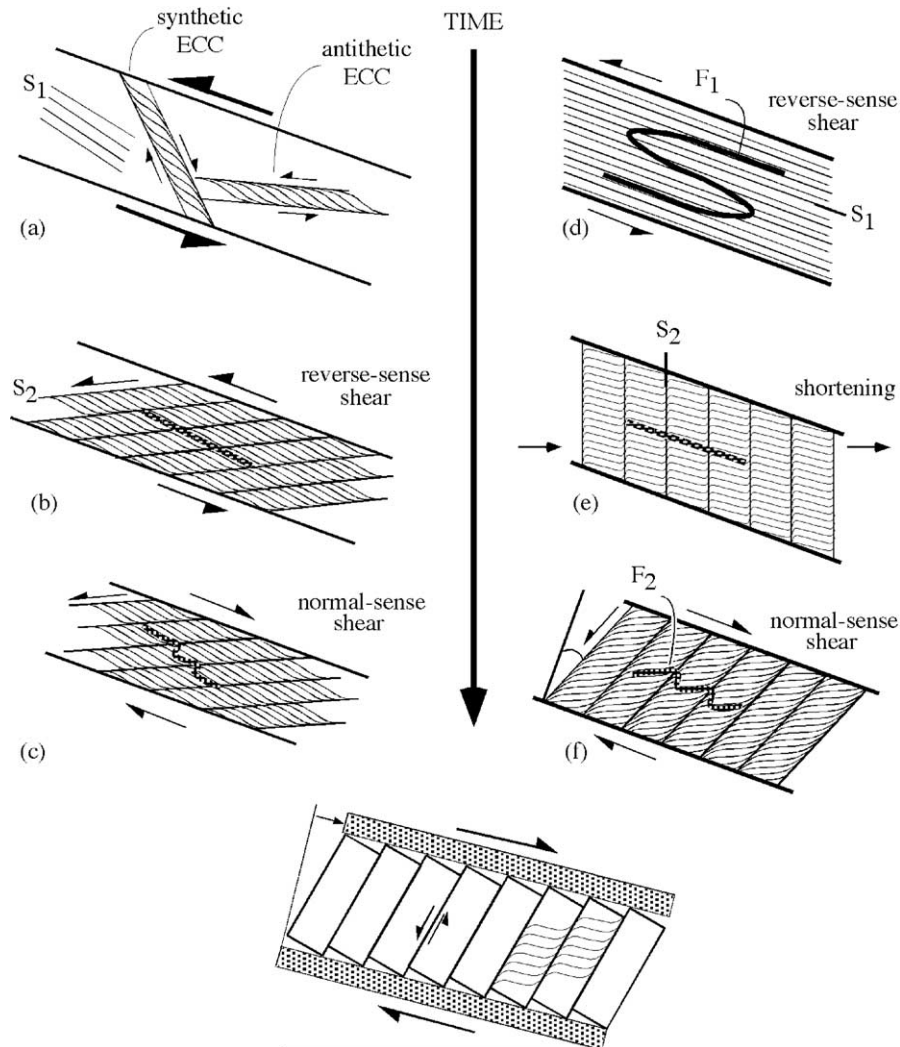 synthetic
ECC
TIME
antithetic
ECC
S1
(a)
F1
reverse-sense
shear
S1
(d)
S2
reverse-sense
shear
(b)
S2
shortening
(e)
normal-sense
shear
(c)
F2
normal-sense
shear
(f)